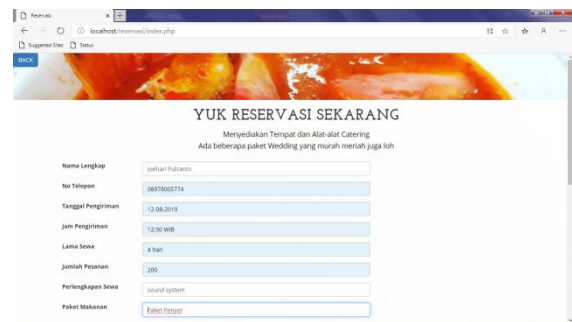 Reservasi
localhost/reservasi/index.php
Suggested Sites Status
BACK
YUK RESERVASI SEKARANG
Menyediakan Tempat dan Alat-alat Catering
Ada beberapa paket Wedding yang murah meriah juga loh
Nama Lengkap
Joehari Putranto
No Telepon
08978005774
Tanggal Pengiriman
12-08-2019
Jam Pengiriman
12:30 WIB
Lama Sewa
4 hari
Jumlah Pesanan
200
Perlengkapan Sewa
sound system
Paket Makanan
Paket Penyet